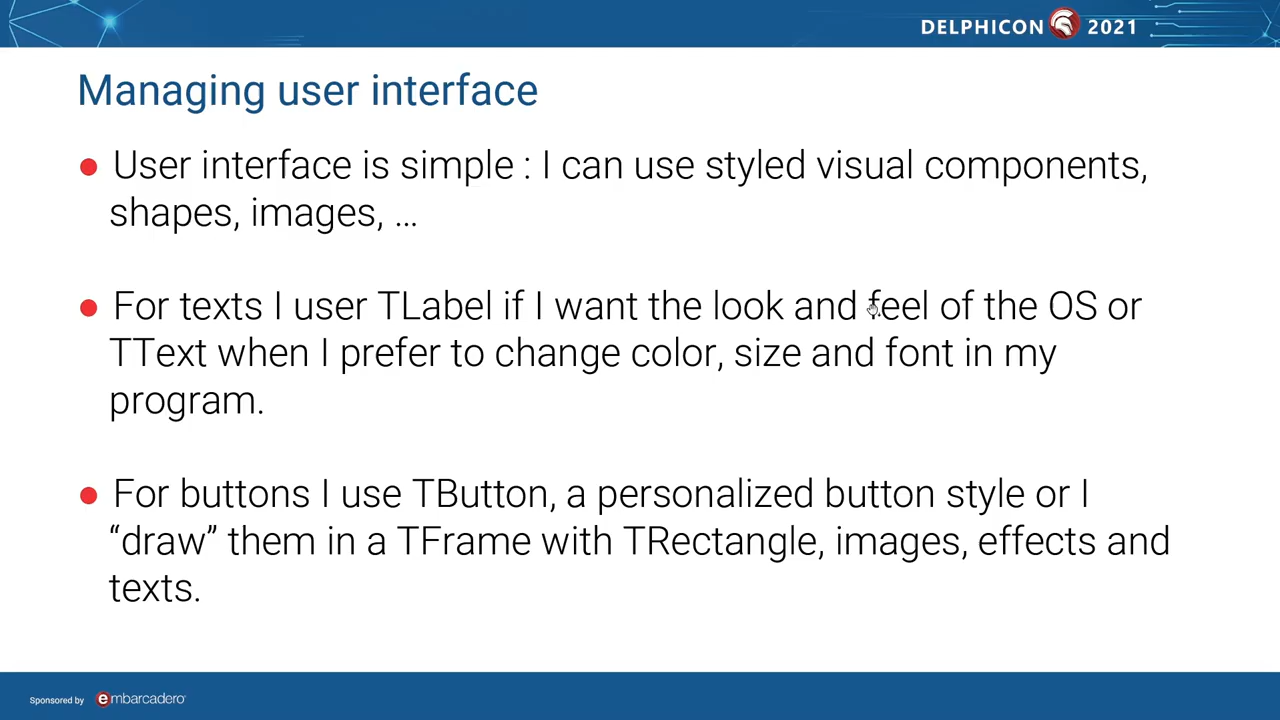 DELPHICON 2021
Managing user interface
● User interface is simple : I can use styled visual components,
shapes, images, ...
● For texts I user TLabel if I want the look and feel of the OS or
TText when I prefer to change color, size and font in my
program.
● For buttons I use TButton, a personalized button style or I
“draw” them in a TFrame with TRectangle, images, effects and
texts.
Sponsored by embarcadero